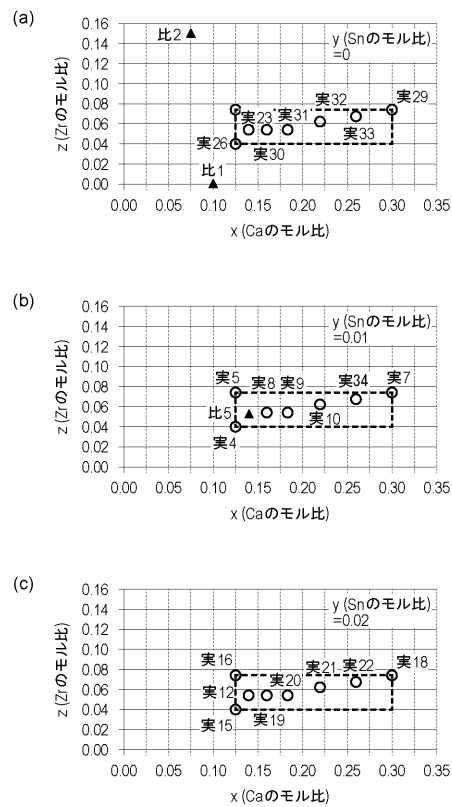 (a)
z (Zrのモル比)
0.16
0.14
0.12
0.10
0.08
0.06
0.04
0.02
0.00
比2
y (Snのモル比)
=0
実23
実31
実32
実29
実26
実30
実33
比1
0.00 0.05 0.10 0.15 0.20 0.25 0.30 0.35
x (Caのモル比)
(b)
z (Zrのモル比)
0.16
0.14
0.12
0.10
0.08
0.06
0.04
0.02
0.00
y (Snのモル比)
=0.01
実5
実8
実9
実34
実7
比5
実10
実4
0.00 0.05 0.10 0.15 0.20 0.25 0.30 0.35
x (Caのモル比)
(c)
z (Zrのモル比)
0.16
0.14
0.12
0.10
0.08
0.06
0.04
0.02
0.00
y (Snのモル比)
=0.02
実16
実21
実22
実18
実12
実20
実15
実19
0.00 0.05 0.10 0.15 0.20 0.25 0.30 0.35
x (Caのモル比)